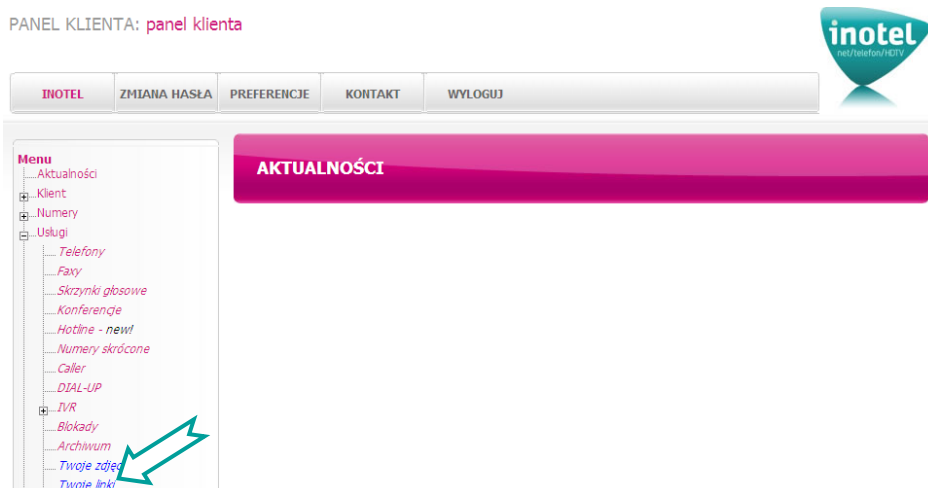 PANEL KLIENTA: panel klienta
inotel
net/telefon/HDTV
INOTEL ZMIANA HASŁA PREFERENCJE KONTAKT WYLOGUJ
Menu
AKTUALNOŚCI
Aktualności
Klient
Numery
Usługi
Telefony
Faxy
Skrzynki głosowe
Konferencje
Hotline - new!
Numery skrócone
Caller
DIAL-UP
IVR
Blokady
Archiwum
Twoje
Twoje linki